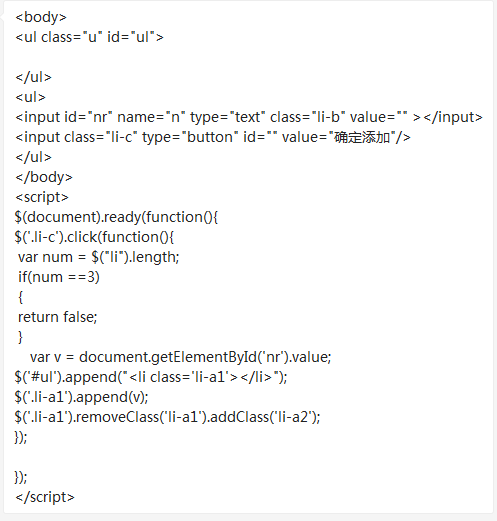 <body>
<ul class="u" id="ul">
</ul>
<ul>
<input id="nr" name="n" type="text" class="li-b" value="" ></input>
<input class="li-c" type="button" id="" value="确定添加"/>
</ul>
</body>
<script>
$(document).ready(function(){
$('.li-c').click(function(){
var num = $("li").length;
if(num ==3)
{
return false;
}
var v = document.getElementById('nr').value;
$('#ul').append("<li class='li-a1'></li>");
$('.li-a1').append(v);
$('.li-a1').removeClass('li-a1').addClass('li-a2');
});
});
</script>